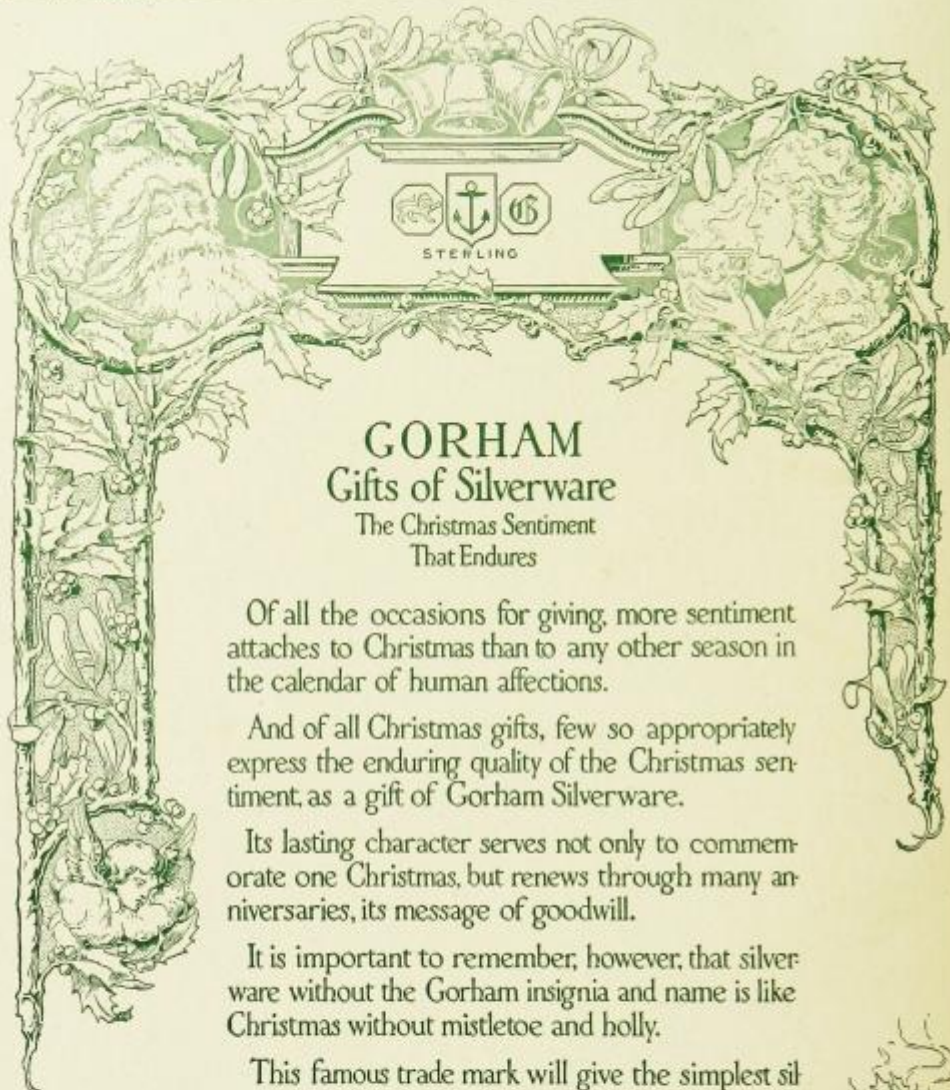 G
STERLING
GORHAM
Gifts of Silverware
The Christmas Sentiment
That Endures
Of all the occasions for giving, more sentiment
attaches to Christmas than to any other season in
the calendar of human affections.
And of all Christmas gifts, few so appropriately
express the enduring quality of the Christmas sen-
timent, as a gift of Gorham Silverware.
Its lasting character serves not only to commem-
orate one Christmas, but renews through many an-
niversaries, its message of goodwill.
It is important to remember, however, that silver-
ware without the Gorham insignia and name is like
Christmas without mistletoe and holly.
This famous trade mark will give the simplest sil-